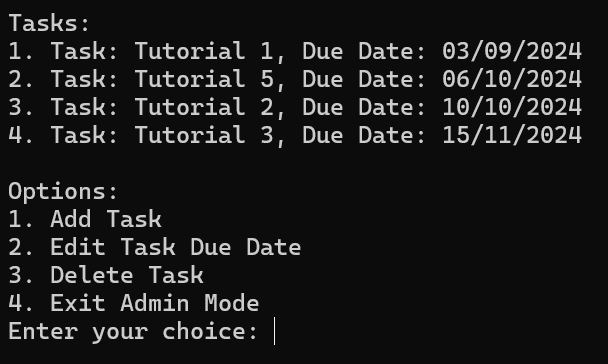 Tasks:
1. Task: Tutorial 1, Due Date: 03/09/2024
2. Task: Tutorial 5, Due Date: 06/10/2024
3. Task: Tutorial 2, Due Date: 10/10/2024
4. Task: Tutorial 3, Due Date: 15/11/2024
Options:
1. Add Task
2. Edit Task Due Date
3. Delete Task
4. Exit Admin Mode
Enter your choice: